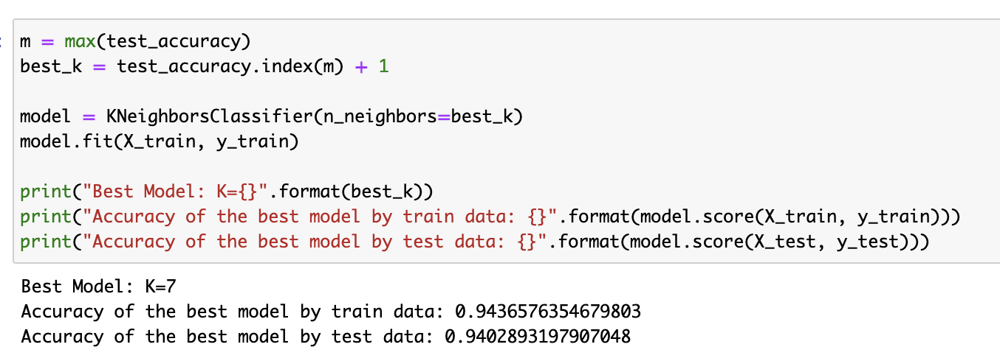 m = max(test_accuracy)
best_k = test_accuracy.index(m) + 1
model = KNeighborsClassifier(n_neighbors=best_k)
model.fit(X_train, y_train)
print("Best Model: K={}".format(best_k))
print("Accuracy of the best model by train data: {}".format(model.score(X_train, y_train)))
print("Accuracy of the best model by test data: {}".format(model.score(X_test, y_test)))
Best Model: K=7
Accuracy of the best model by train data: 0.9436576354679803
Accuracy of the best model by test data: 0.9402893197907048